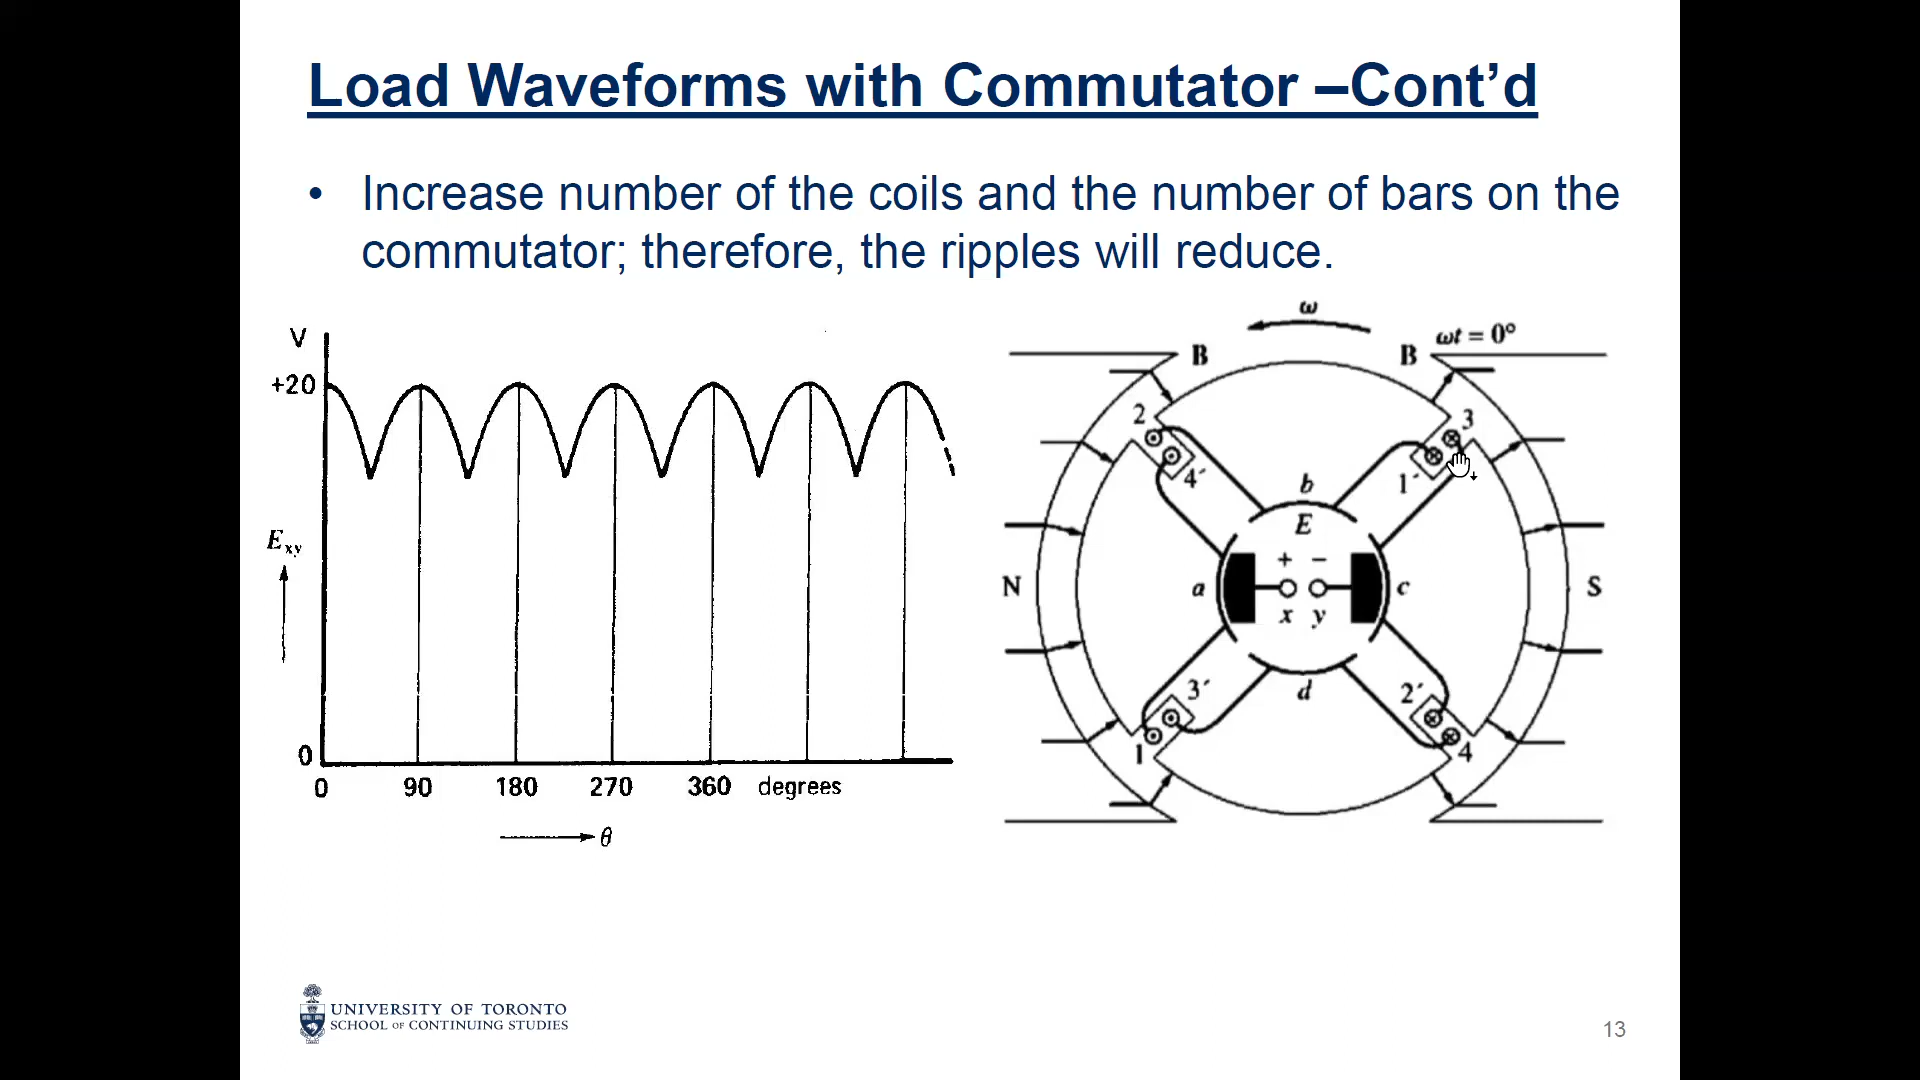 Load Waveforms with Commutator –Cont’d
• Increase number of the coils and the number of bars on the
commutator; therefore, the ripples will reduce.
V
+20
E_xy
0
0 90 180 270 360 degrees
θ
ω
ωt = 0°
B B
2 3
4´ 1´
b
E
+ −
N a c S
x y
d
3´ 2´
1 4
UNIVERSITY OF TORONTO
SCHOOL OF CONTINUING STUDIES
13